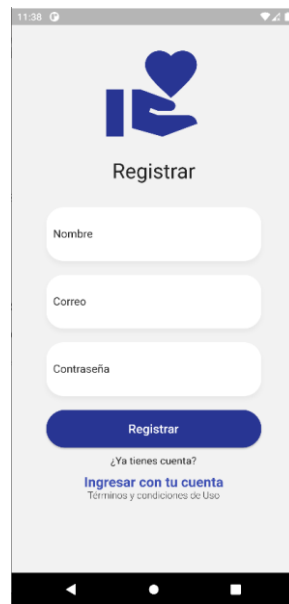 11:38
Registrar
Nombre
Correo
Contraseña
Registrar
¿Ya tienes cuenta?
Ingresar con tu cuenta
Términos y condiciones de Uso